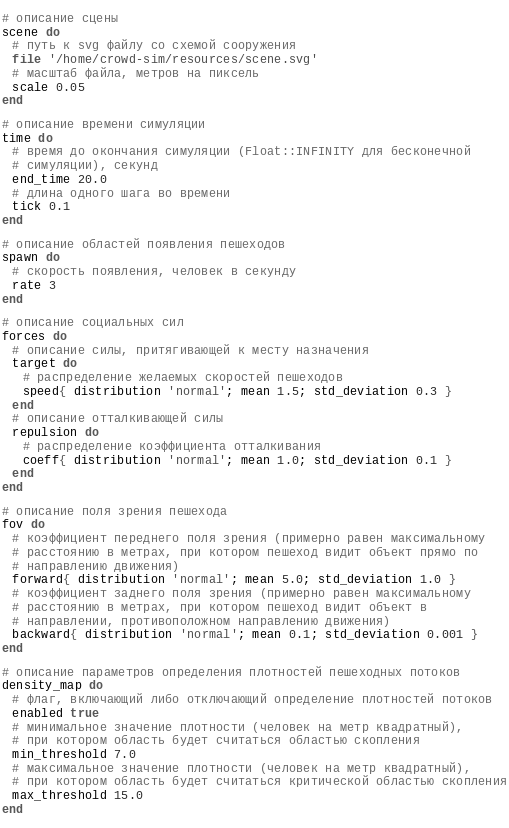 # описание сцены
scene do
# путь к svg файлу со схемой сооружения
file '/home/crowd-sim/resources/scene.svg'
# масштаб файла, метров на пиксель
scale 0.05
end
# описание времени симуляции
time do
# время до окончания симуляции (Float::INFINITY для бесконечной
# симуляции), секунд
end_time 20.0
# длина одного шага во времени
tick 0.1
end
# описание областей появления пешеходов
spawn do
# скорость появления, человек в секунду
rate 3
end
# описание социальных сил
forces do
# описание силы, притягивающей к месту назначения
target do
# распределение желаемых скоростей пешеходов
speed{ distribution 'normal'; mean 1.5; std_deviation 0.3 }
end
# описание отталкивающей силы
repulsion do
# распределение коэффициента отталкивания
coeff{ distribution 'normal'; mean 1.0; std_deviation 0.1 }
end
end
# описание поля зрения пешехода
fov do
# коэффициент переднего поля зрения (примерно равен максимальному
# расстоянию в метрах, при котором пешеход видит объект прямо по
# направлению движения)
forward{ distribution 'normal'; mean 5.0; std_deviation 1.0 }
# коэффициент заднего поля зрения (примерно равен максимальному
# расстоянию в метрах, при котором пешеход видит объект в
# направлении, противоположном направлению движения)
backward{ distribution 'normal'; mean 0.1; std_deviation 0.001 }
end
# описание параметров определения плотностей пешеходных потоков
density_map do
# флаг, включающий либо отключающий определение плотностей потоков
enabled true
# минимальное значение плотности (человек на метр квадратный),
# при котором область будет считаться областью скопления
min_threshold 7.0
# максимальное значение плотности (человек на метр квадратный),
# при котором область будет считаться критической областью скопления
max_threshold 15.0
end